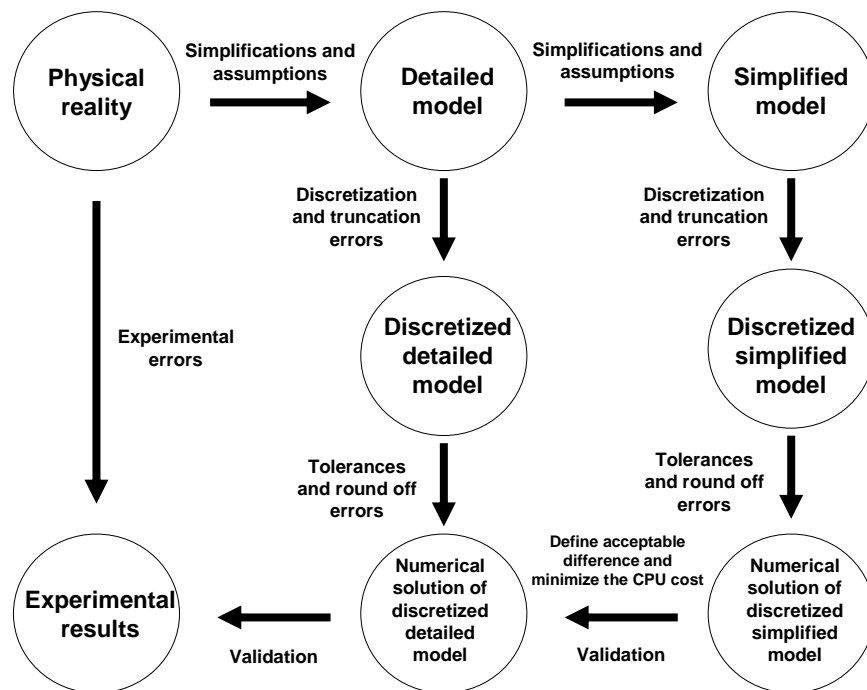 Physical
reality
Simplifications and
assumptions
Detailed
model
Simplifications and
assumptions
Simplified
model
Discretization
and truncation
errors
Discretization
and truncation
errors
Experimental
errors
Discretized
detailed
model
Discretized
simplified
model
Tolerances
and round off
errors
Tolerances
and round off
errors
Experimental
results
Validation
Numerical
solution of
discretized
detailed
model
Define acceptable
difference and
minimize the CPU cost
Validation
Numerical
solution of
discretized
simplified
model